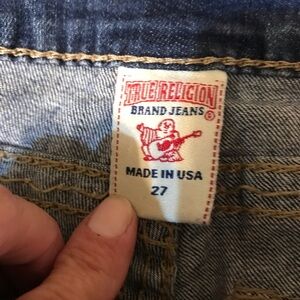 TRUE RELIGION
BRAND JEANS®
MADE IN USA
27